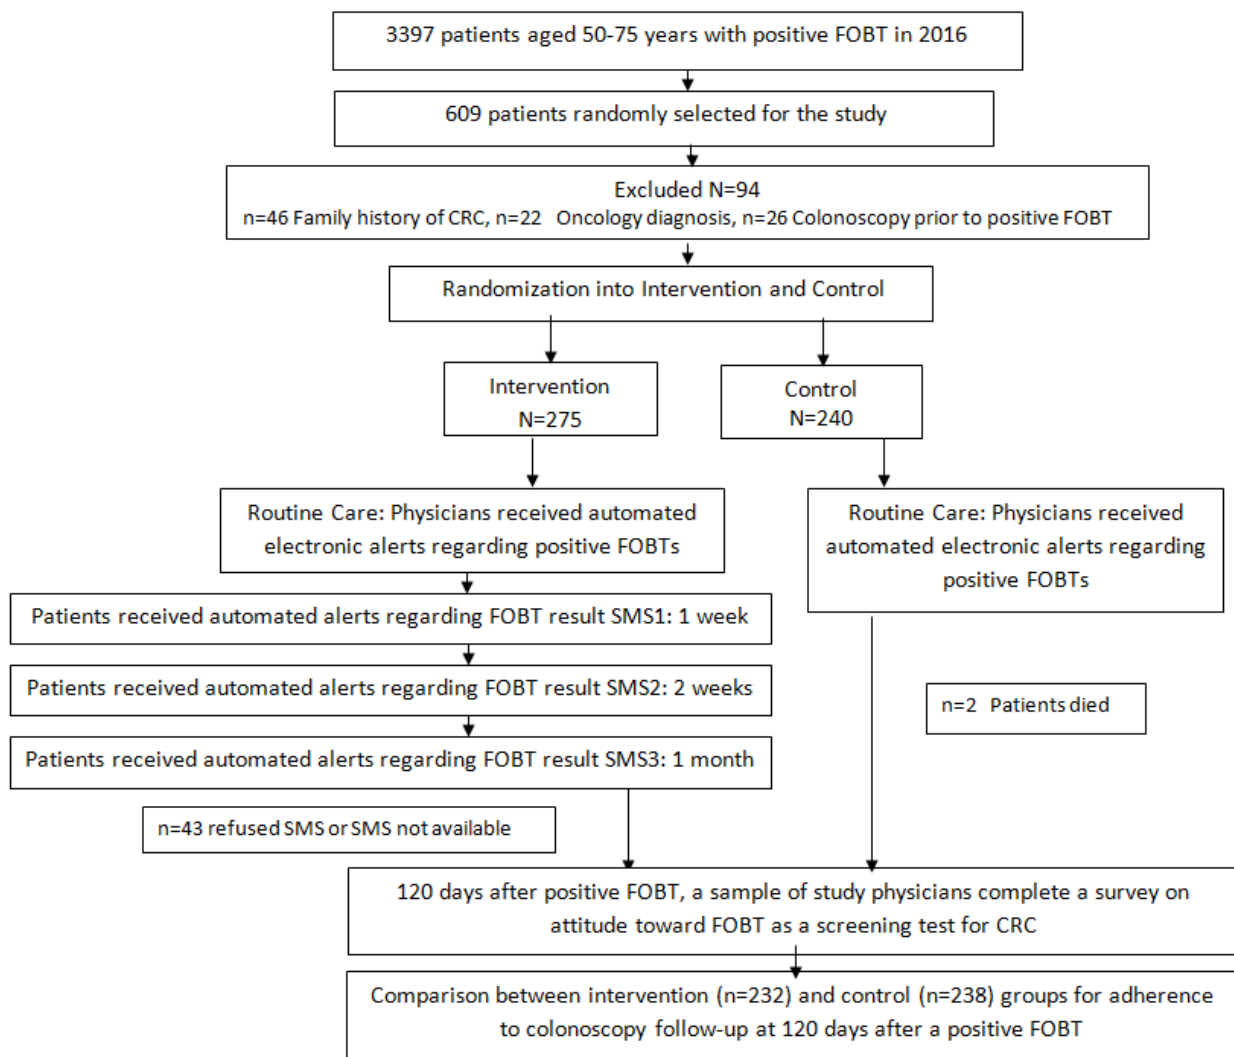 3397 patients aged 50-75 years with positive FOBT in 2016
609 patients randomly selected for the study
Excluded N=94
n=46 Family history of CRC, n=22 Oncology diagnosis, n=26 Colonoscopy prior to positive FOBT
Randomization into Intervention and Control
Intervention
N=275
Control
N=240
Routine Care: Physicians received automated
electronic alerts regarding positive FOBTs
Routine Care: Physicians received
automated electronic alerts regarding
positive FOBTs
Patients received automated alerts regarding FOBT result SMS1: 1 week
Patients received automated alerts regarding FOBT result SMS2: 2 weeks
n=2 Patients died
Patients received automated alerts regarding FOBT result SMS3: 1 month
n=43 refused SMS or SMS not available
120 days after positive FOBT, a sample of study physicians complete a survey on
attitude toward FOBT as a screening test for CRC
Comparison between intervention (n=232) and control (n=238) groups for adherence
to colonoscopy follow-up at 120 days after a positive FOBT